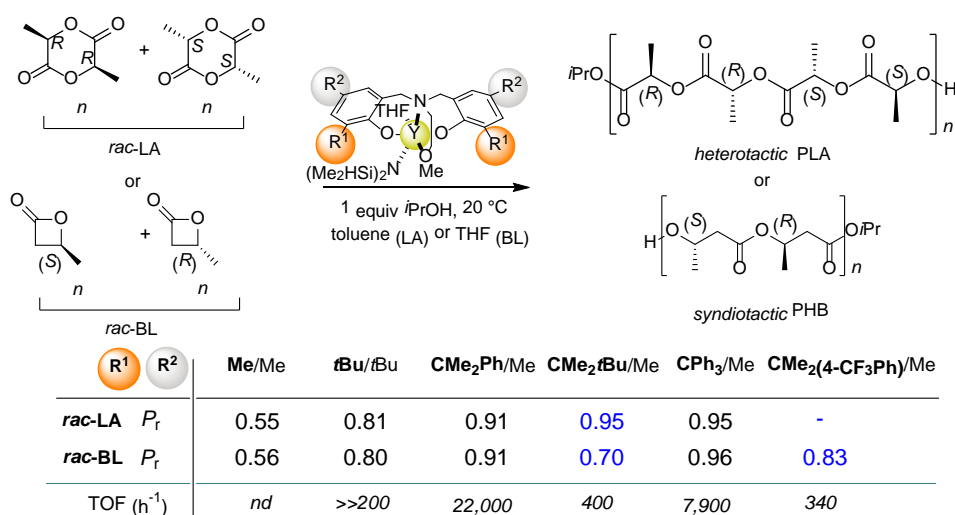 O O R R O O + O S S O O
n n
rac-LA
or
O O (S) + O O (R)
n n
rac-BL
R² R²
N
THF
R¹ Y R¹
O O O
(Me₂HSi)₂N Me
1 equiv iPrOH, 20 °C
toluene (LA) or THF (BL)
iPrO O (R) O O (R) O O (S) O O (S) O H n
heterotactic PLA
or
H O (S) O O (R) O OiPr n
syndiotactic PHB
R¹ R² Me/Me tBu/tBu CMe₂Ph/Me CMe₂tBu/Me CPh₃/Me CMe₂(4-CF₃Ph)/Me
rac-LA Pr 0.55 0.81 0.91 0.95 0.95 -
rac-BL Pr 0.56 0.80 0.91 0.70 0.96 0.83
TOF (h⁻¹) nd >>200 22,000 400 7,900 340